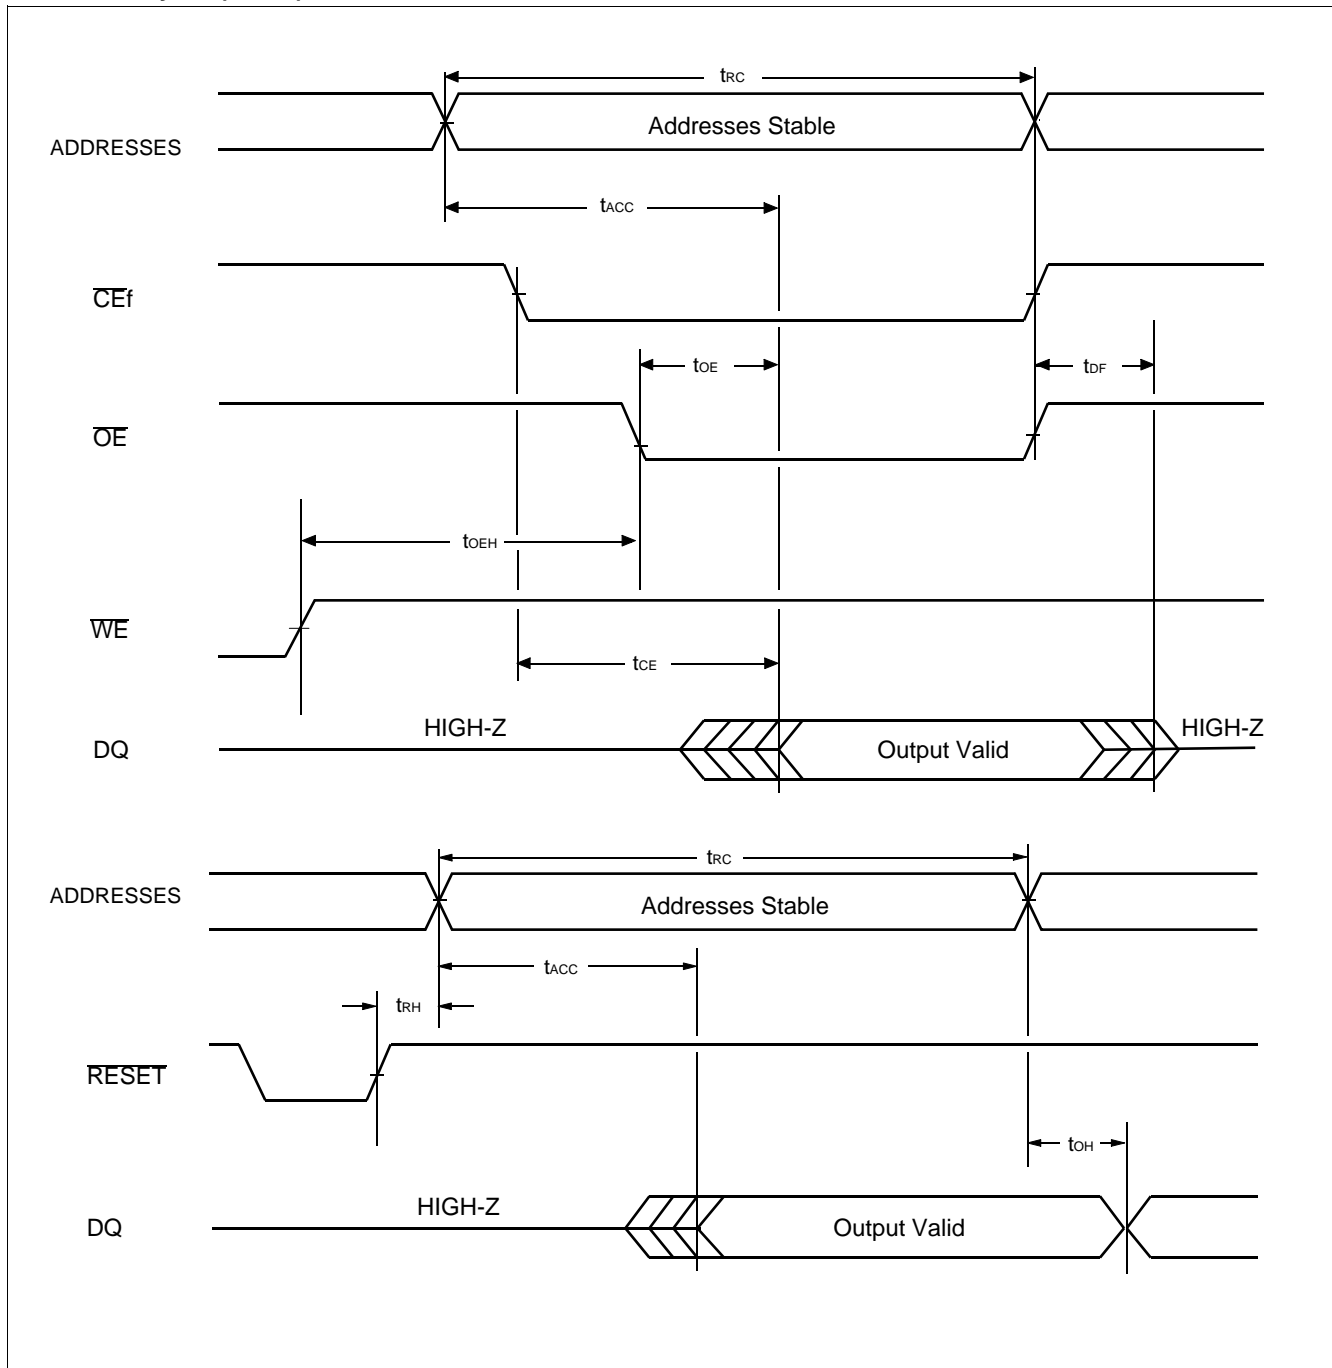 tRC
Addresses Stable
ADDRESSES
tACC
CEf
tOE
tDF
OE
tOEH
WE
tCE
HIGH-Z
HIGH-Z
DQ
Output Valid
tRC
ADDRESSES
Addresses Stable
tACC
tRH
RESET
tOH
HIGH-Z
DQ
Output Valid